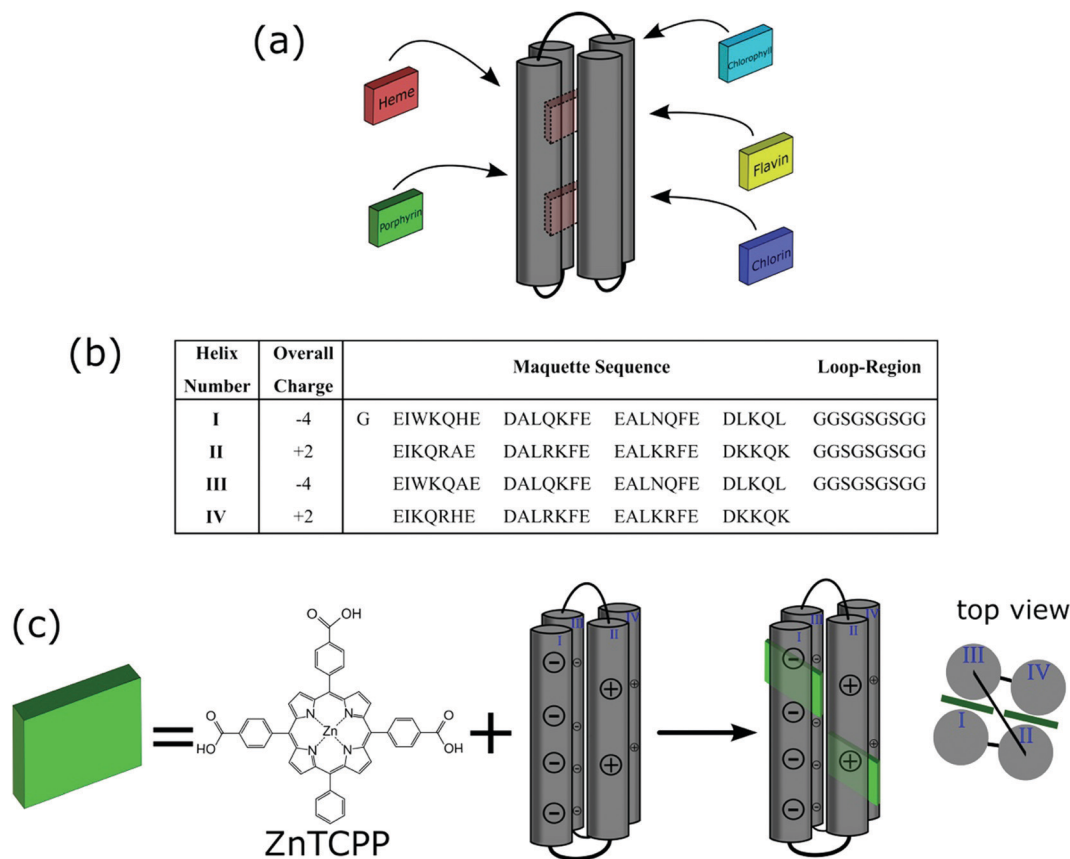 (a)
Heme
Chlorophyll
Flavin
Porphyrin
Chlorin
(b)
Helix Number Overall Charge Maquette Sequence Loop-Region
I -4 G EIWKQHE DALQKFE EALNQFE DLKQL GGSGSGSGG
II +2 EIKQRAE DALRKFE EALKRFE DKKQK GGSGSGSGG
III -4 EIWKQAE DALQKFE EALNQFE DLKQL GGSGSGSGG
IV +2 EIKQRHE DALRKFE EALKRFE DKKQK
(c)
=
O OH
O HO
N N Zn N N
O OH
ZnTCPP
+
I III II IV
− − − −
− − − −
+ +
+ +
I III II IV
− − − −
− − − −
+ +
+ +
top view
III IV
I II